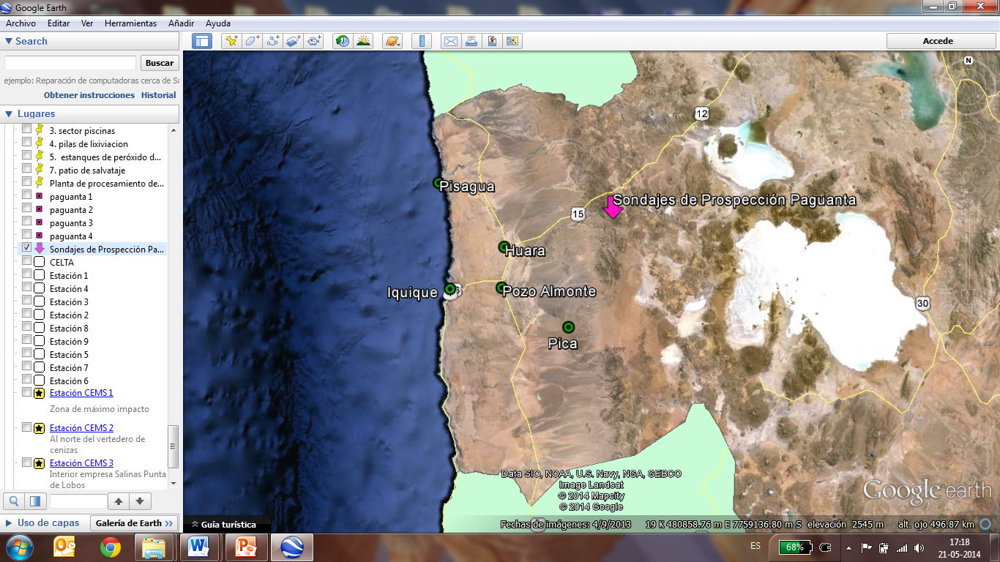 Google Earth
Archivo Editar Ver Herramientas Añadir Ayuda
Search
Buscar
ejemplo: Reparación de computadoras cerca de Sa
Obtener instrucciones Historial
Lugares
3. sector piscinas
4. pilas de lixiviacion
5. estanques de peróxido d...
7. patio de salvataje
Planta de procesamiento de...
paguanta 1
paguanta 2
paguanta 3
paguanta 4
Sondajes de Prospección Pa...
CELTA
Estación 1
Estación 4
Estación 3
Estación 2
Estación 8
Estación 9
Estación 5
Estación 7
Estación 6
Estación CEMS 1
Zona de máximo impacto
Estación CEMS 2
Al norte del vertedero de
cenizas
Estación CEMS 3
Interior empresa Salinas Punta
de Lobos
Uso de capas
Galería de Earth
Accede
N
12
Pisagua
Sondajes de Prospección Paguanta
15
Huara
Iquique
Pozo Almonte
30
Pica
Data SIO, NOAA, U.S. Navy, NGA, GEBCO
Image Landsat
© 2014 Mapcity
© 2014 Google
Google earth
Guía turística
Fechas de imágenes: 4/9/2013 19 K 480858.76 m E 7759136.80 m S elevación 2545 m alt. ojo 496.87 km
ES
68%
17:18
21-05-2014